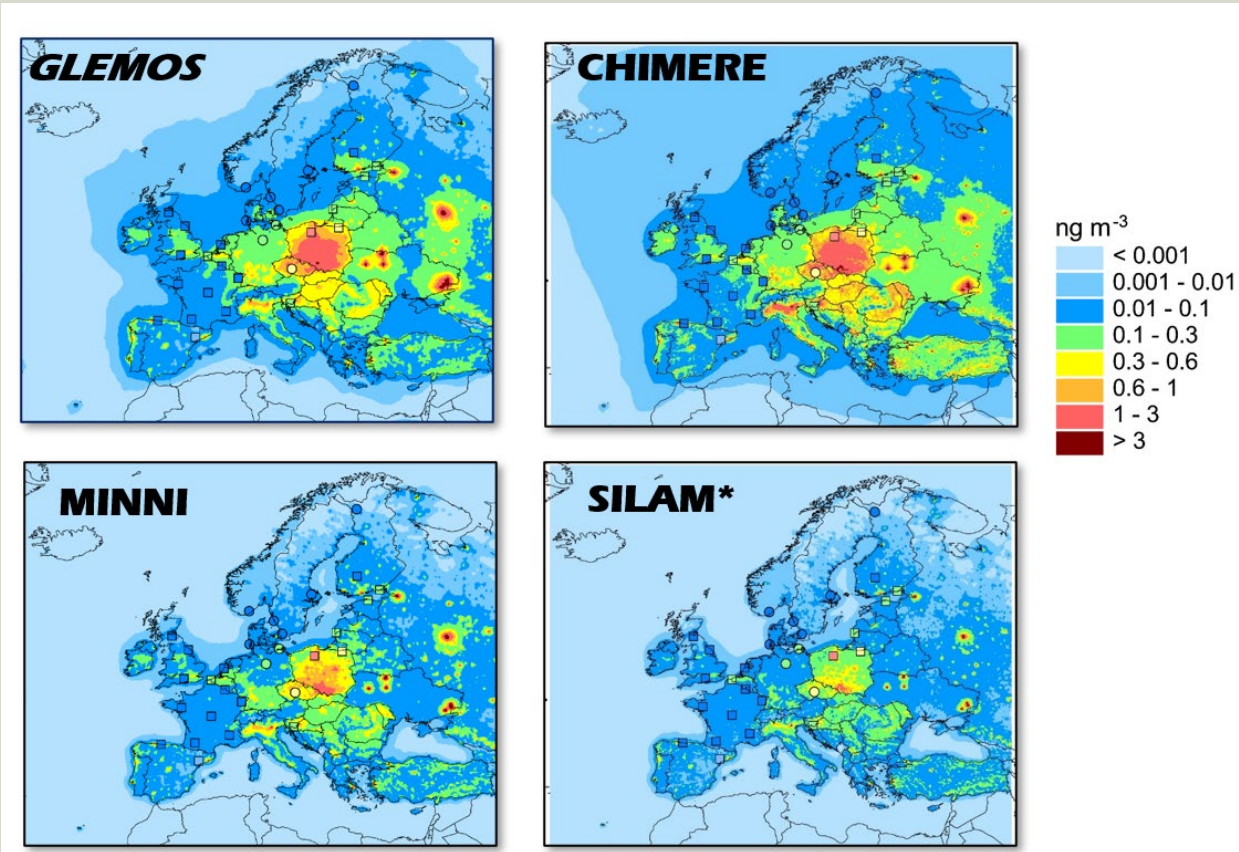 GLEMOS
CHIMERE
ng m-3
< 0.001
0.001 - 0.01
0.01 - 0.1
0.1 - 0.3
0.3 - 0.6
0.6 - 1
1 - 3
> 3
MINNI
SILAM*